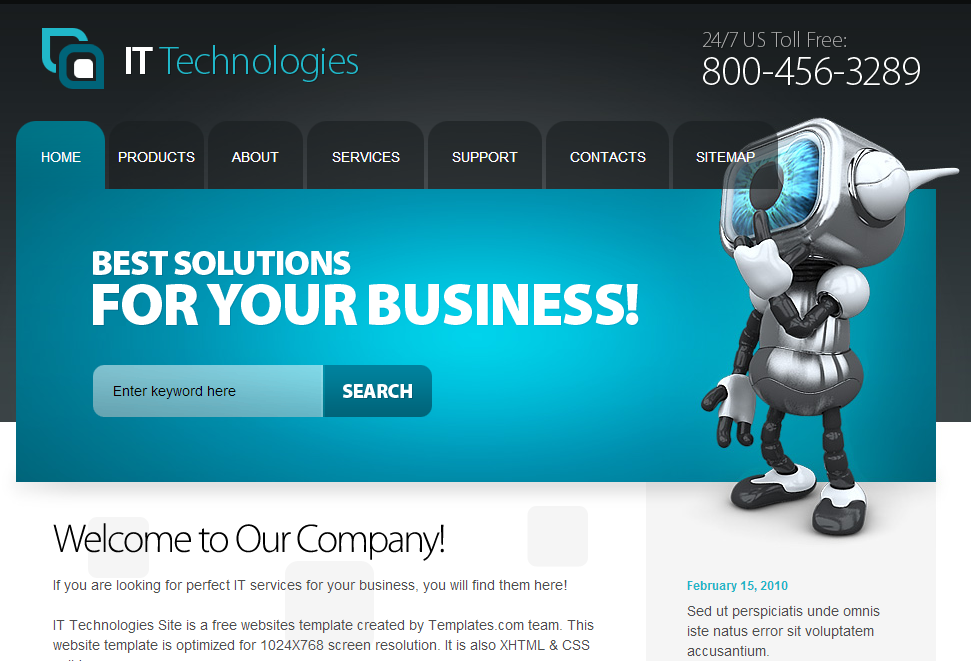 IT Technologies
24/7 US Toll Free:
800-456-3289
HOME PRODUCTS ABOUT SERVICES SUPPORT CONTACTS SITEMAP
BEST SOLUTIONS
FOR YOUR BUSINESS!
Enter keyword here SEARCH
Welcome to Our Company!
If you are looking for perfect IT services for your business, you will find them here!
IT Technologies Site is a free websites template created by Templates.com team. This
website template is optimized for 1024X768 screen resolution. It is also XHTML & CSS
February 15, 2010
Sed ut perspiciatis unde omnis
iste natus error sit voluptatem
accusantium.